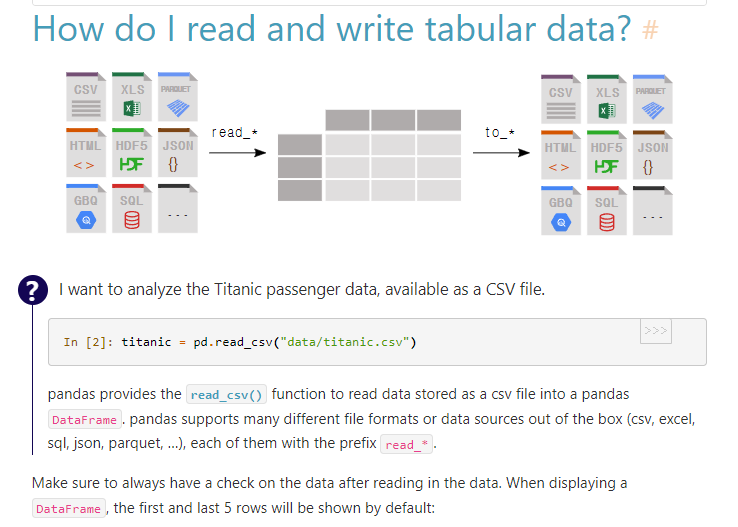 How do I read and write tabular data? #
CSV XLS PARQUET
read_*
to_*
CSV XLS PARQUET
HTML HDF5 JSON
<> HDF {}
HTML HDF5 JSON
<> HDF {}
GBQ SQL ...
GBQ SQL ...
? I want to analyze the Titanic passenger data, available as a CSV file.
>>>
In [2]: titanic = pd.read_csv("data/titanic.csv")
pandas provides the read_csv() function to read data stored as a csv file into a pandas
DataFrame. pandas supports many different file formats or data sources out of the box (csv, excel,
sql, json, parquet, ...), each of them with the prefix read_*.
Make sure to always have a check on the data after reading in the data. When displaying a
DataFrame, the first and last 5 rows will be shown by default: